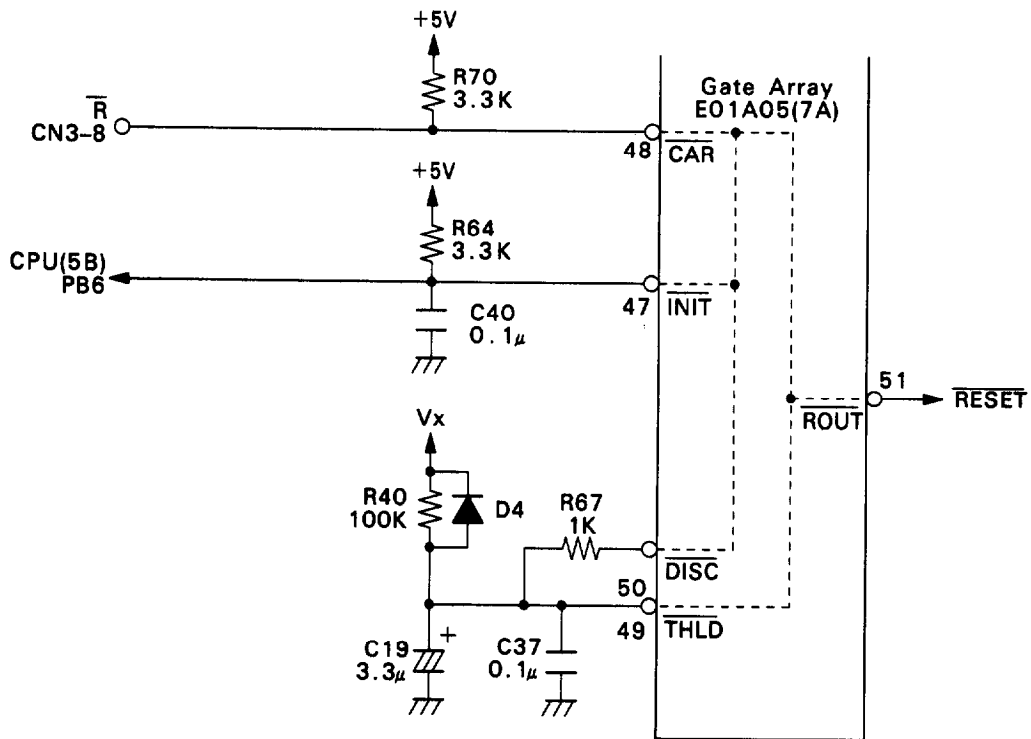 +5V
R70
3.3K
R
CN3-8
48
CAR
Gate Array
E01A05(7A)
+5V
R64
3.3K
CPU(5B)
PB6
47
INIT
C40
0.1μ
51
RESET
ROUT
Vx
R40
100K
D4
R67
1K
DISC
50
49
THLD
C19
3.3μ
+
C37
0.1μ